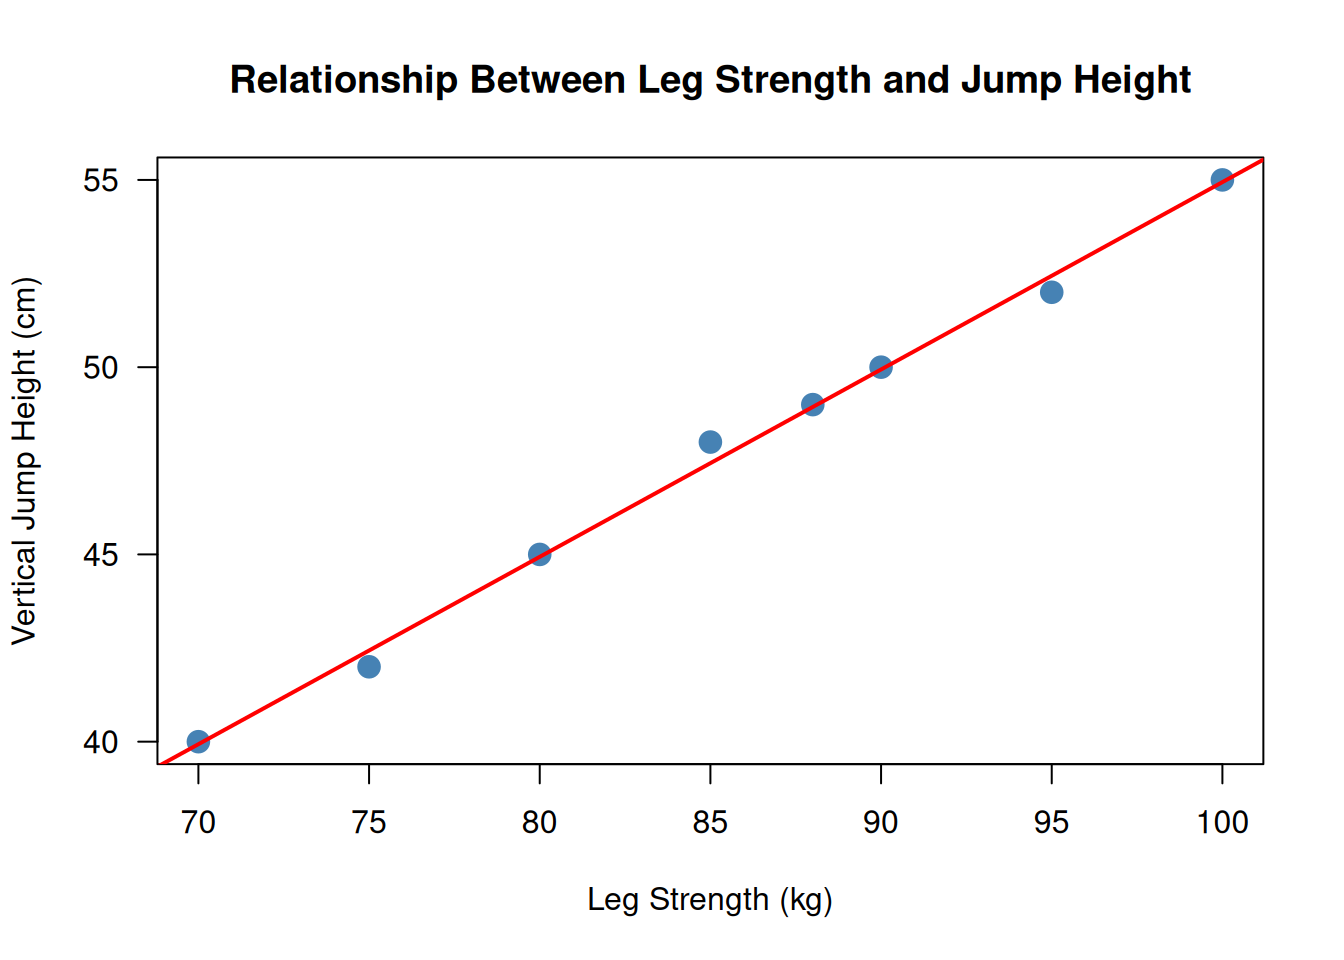 Relationship Between Leg Strength and Jump Height
Vertical Jump Height (cm)
55
50
45
40
70 75 80 85 90 95 100
Leg Strength (kg)